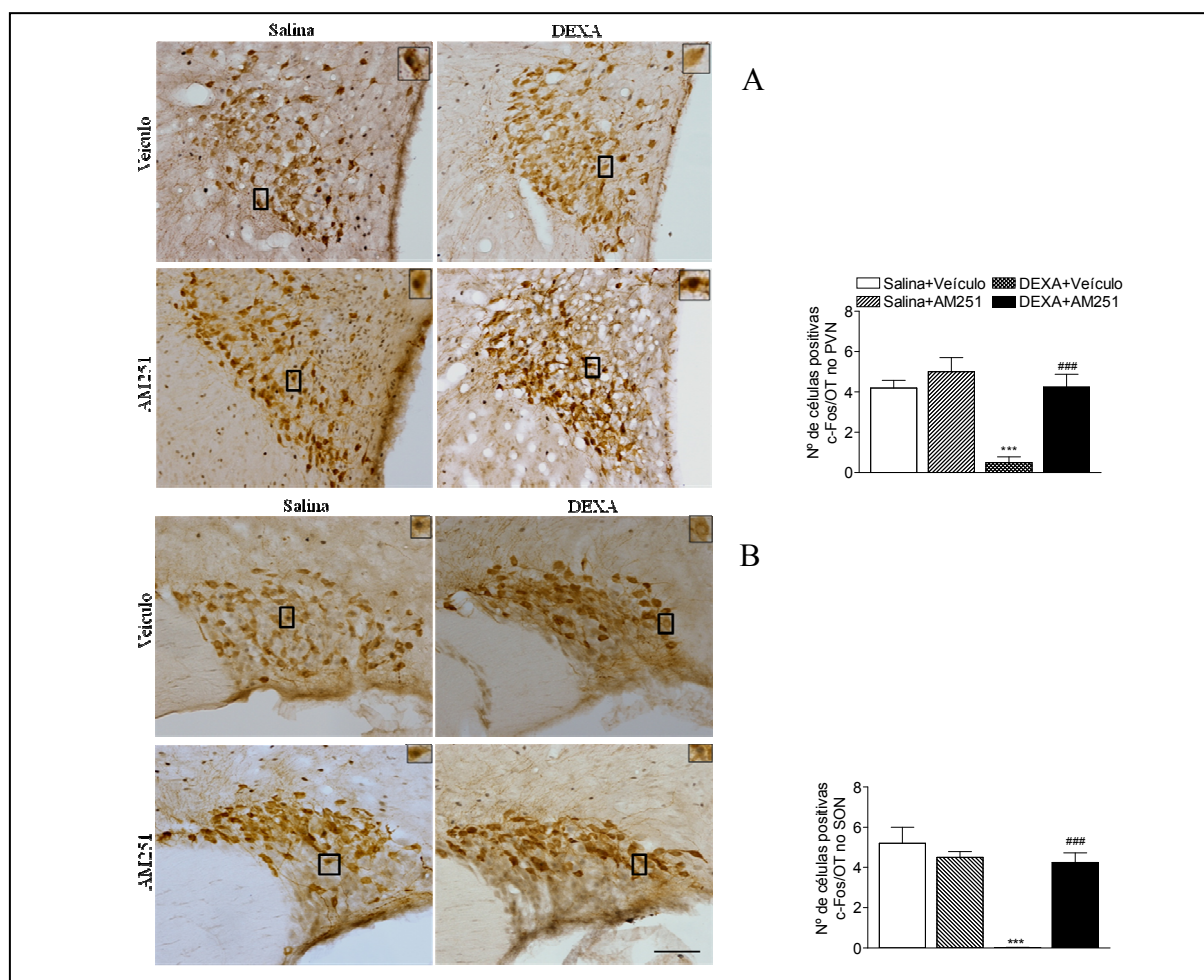 Salina DEXA
A
Veículo
AM251
Salina+Veículo DEXA+Veículo
Salina+AM251 DEXA+AM251
Nº de células positivas
c-Fos/OT no PVN
8
6
4
2
0
***
###
Salina DEXA
B
Veículo
AM251
Nº de células positivas
c-Fos/OT no SON
8
6
4
2
0
***
###